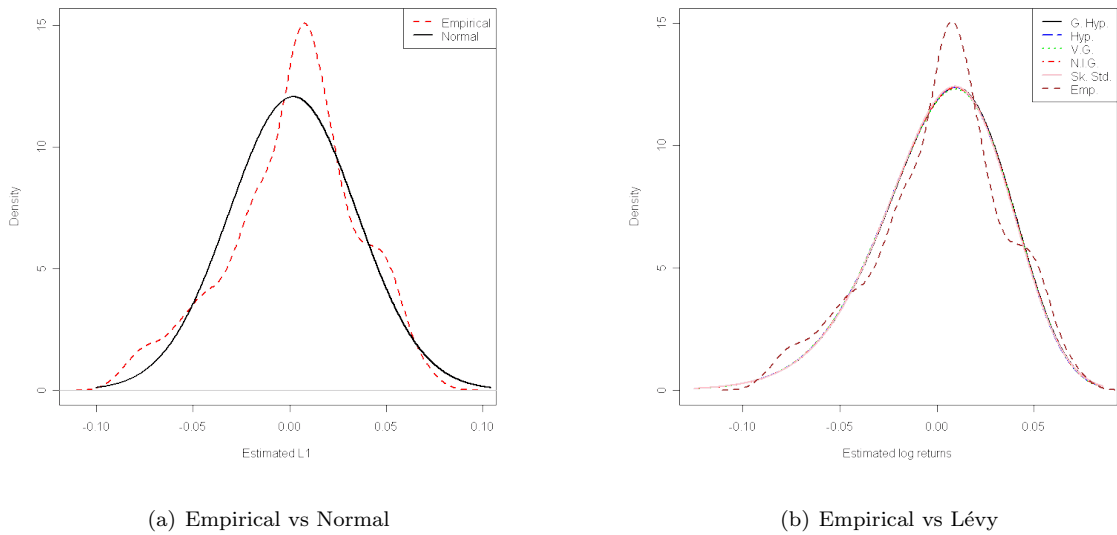 15
10
5
0
Density
-0.10 -0.05 0.00 0.05 0.10
Estimated L1
Empirical
Normal
(a) Empirical vs Normal
15
10
5
0
Density
-0.10 -0.05 0.00 0.05
Estimated log returns
G. Hyp.
Hyp.
V.G.
N.I.G.
Sk. Std.
Emp.
(b) Empirical vs Lévy